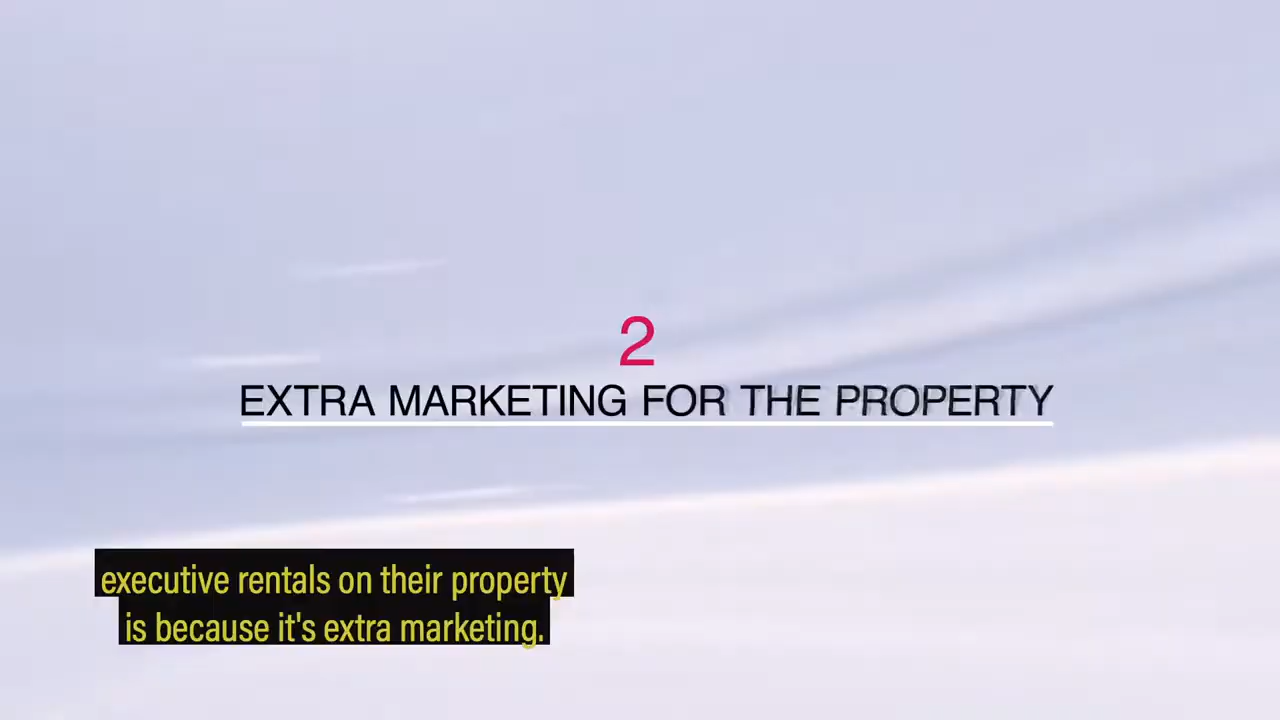 2
EXTRA MARKETING FOR THE PROPERTY
executive rentals on their property
is because it's extra marketing.